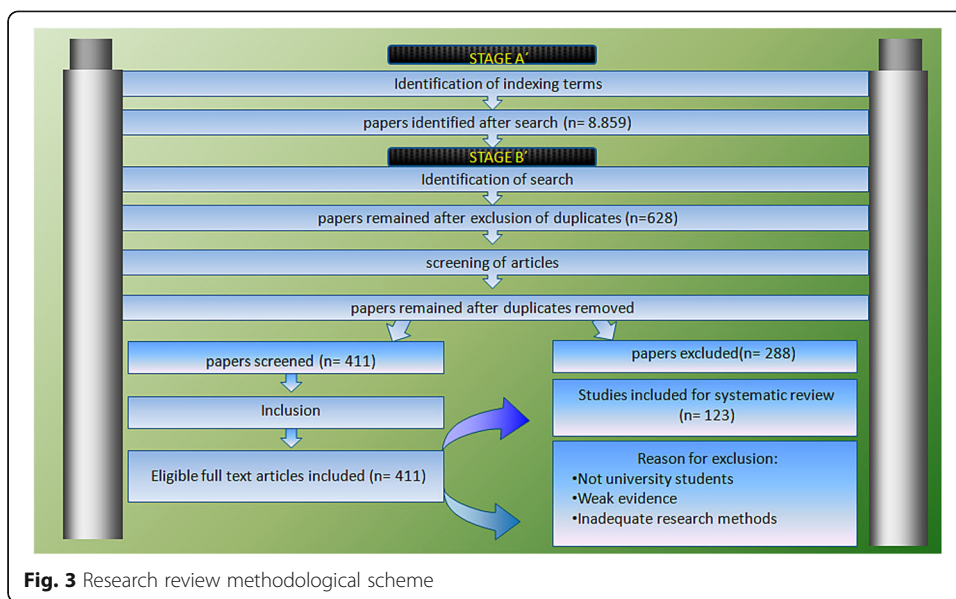 STAGE A′
Identification of indexing terms
papers identified after search (n= 8.859)
STAGE B′
Identification of search
papers remained after exclusion of duplicates (n=628)
screening of articles
papers remained after duplicates removed
papers screened (n= 411)
papers excluded(n= 288)
Inclusion
Studies included for systematic review
(n= 123)
Eligible full text articles included (n= 411)
Reason for exclusion:
•Not university students
•Weak evidence
•Inadequate research methods
Fig. 3 Research review methodological scheme